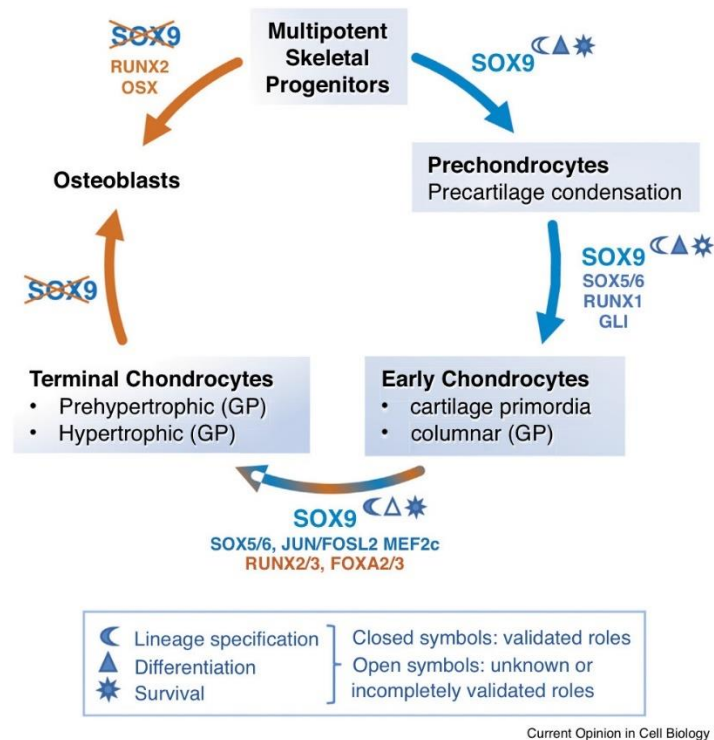 SOX9
RUNX2
OSX
Multipotent
Skeletal
Progenitors
SOX9
Prechondrocytes
Precartilage condensation
SOX9
SOX5/6
RUNX1
GLI
Early Chondrocytes
• cartilage primordia
• columnar (GP)
SOX9
SOX5/6, JUN/FOSL2 MEF2c
RUNX2/3, FOXA2/3
Terminal Chondrocytes
• Prehypertrophic (GP)
• Hypertrophic (GP)
SOX9
Osteoblasts
Lineage specification
Differentiation
Survival
Closed symbols: validated roles
Open symbols: unknown or
incompletely validated roles
Current Opinion in Cell Biology